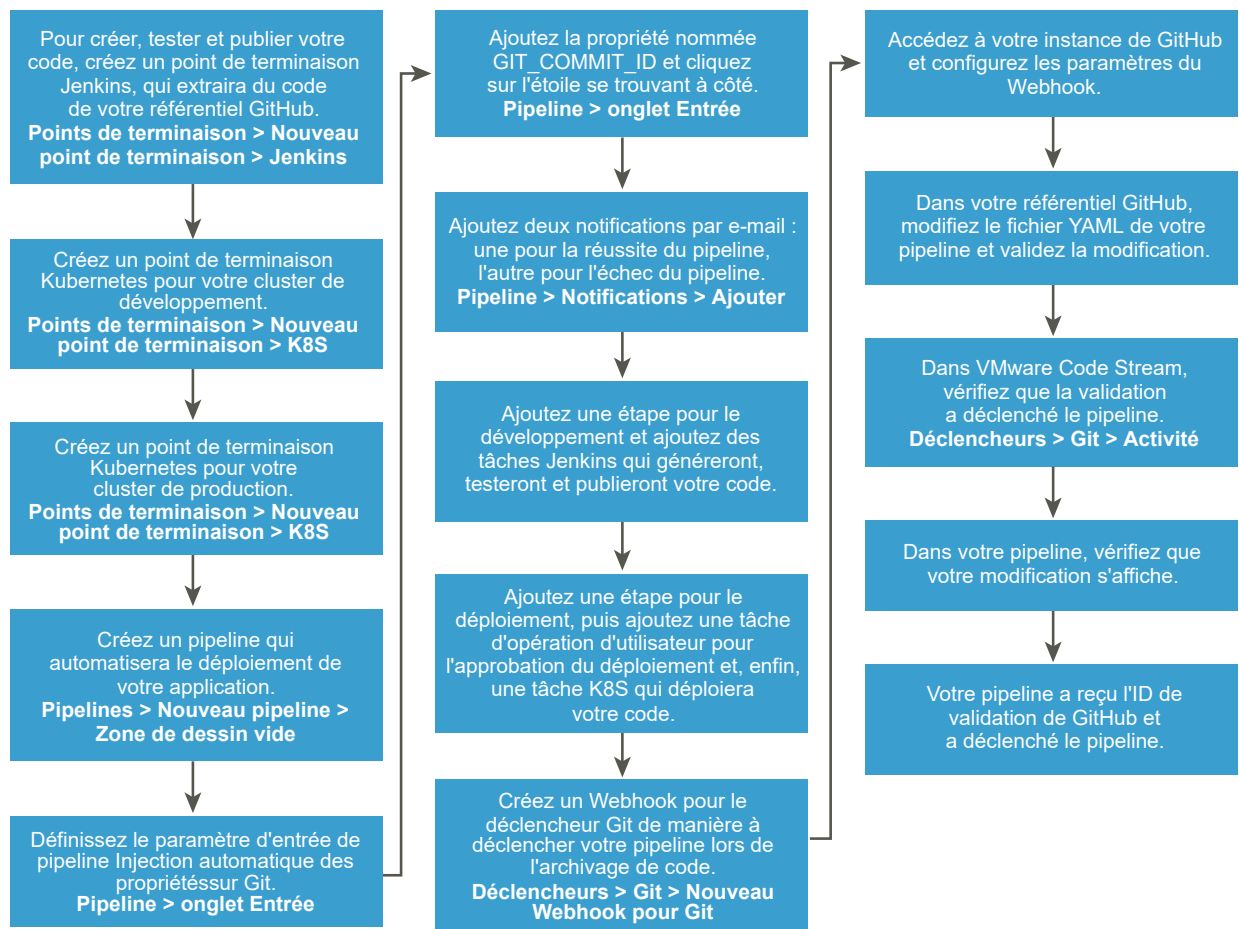 Pour créer, tester et publier votre
code, créez un point de terminaison
Jenkins, qui extraira du code
de votre référentiel GitHub.
Points de terminaison > Nouveau
point de terminaison > Jenkins
Créez un point de terminaison
Kubernetes pour votre cluster de
développement.
Points de terminaison > Nouveau
point de terminaison > K8S
Créez un point de terminaison
Kubernetes pour votre
cluster de production.
Points de terminaison > Nouveau
point de terminaison > K8S
Créez un pipeline qui
automatisera le déploiement de
votre application.
Pipelines > Nouveau pipeline >
Zone de dessin vide
Définissez le paramètre d'entrée de
pipeline Injection automatique des
propriétéssur Git.
Pipeline > onglet Entrée
Ajoutez la propriété nommée
GIT_COMMIT_ID et cliquez
sur l'étoile se trouvant à côté.
Pipeline > onglet Entrée
Ajoutez deux notifications par e-mail :
une pour la réussite du pipeline,
l'autre pour l'échec du pipeline.
Pipeline > Notifications > Ajouter
Ajoutez une étape pour le
développement et ajoutez des
tâches Jenkins qui généreront,
testeront et publieront votre code.
Ajoutez une étape pour le
déploiement, puis ajoutez une tâche
d'opération d'utilisateur pour
l'approbation du déploiement et, enfin,
une tâche K8S qui déploiera
votre code.
Créez un Webhook pour le
déclencheur Git de manière à
déclencher votre pipeline lors de
l'archivage de code.
Déclencheurs > Git > Nouveau
Webhook pour Git
Accédez à votre instance de GitHub
et configurez les paramètres du
Webhook.
Dans votre référentiel GitHub,
modifiez le fichier YAML de votre
pipeline et validez la modification.
Dans VMware Code Stream,
vérifiez que la validation
a déclenché le pipeline.
Déclencheurs > Git > Activité
Dans votre pipeline, vérifiez que
votre modification s'affiche.
Votre pipeline a reçu l'ID de
validation de GitHub et
a déclenché le pipeline.